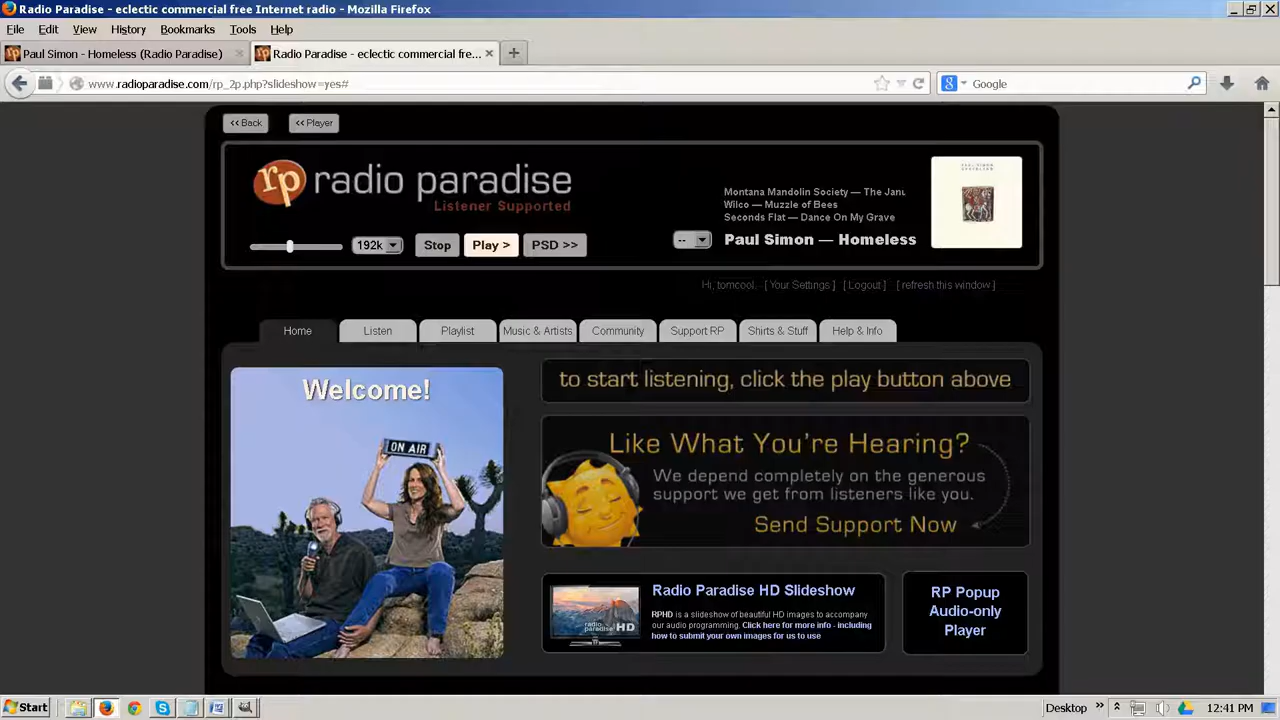 Radio Paradise - eclectic commercial free Internet radio - Mozilla Firefox
File Edit View History Bookmarks Tools Help
Paul Simon - Homeless (Radio Paradise)
Radio Paradise - eclectic commercial fre...
www.radioparadise.com/rp_2p.php?slideshow=yes#
Google
<< Back << Player
rp radio paradise
Listener Supported
Montana Mandolin Society — The Janu
Wilco — Muzzle of Bees
Seconds Flat — Dance On My Grave
Paul Simon — Homeless
192k Stop Play > PSD >> --
Hi, tomcool. [ Your Settings ] [ Logout ] [ refresh this window ]
Home Listen Playlist Music & Artists Community Support RP Shirts & Stuff Help & Info
Welcome!
ON AIR
to start listening, click the play button above
Like What You're Hearing?
We depend completely on the generous
support we get from listeners like you.
Send Support Now
radio paradise HD
Radio Paradise HD Slideshow
RPHD is a slideshow of beautiful HD images to accompany
our audio programming. Click here for more info - including
how to submit your own images for us to use
RP Popup
Audio-only
Player
Start
Desktop
12:41 PM